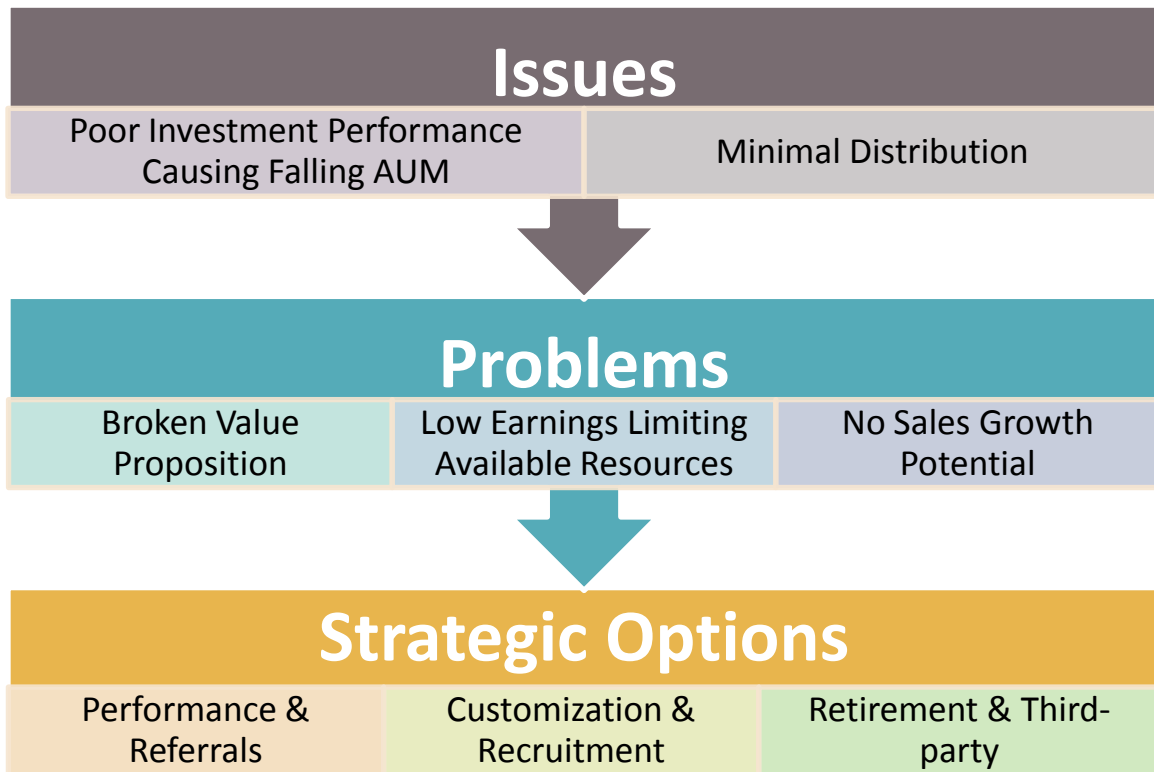 Issues
Poor Investment Performance
Causing Falling AUM
Minimal Distribution
Problems
Broken Value
Proposition
Low Earnings Limiting
Available Resources
No Sales Growth
Potential
Strategic Options
Performance &
Referrals
Customization &
Recruitment
Retirement & Third-
party